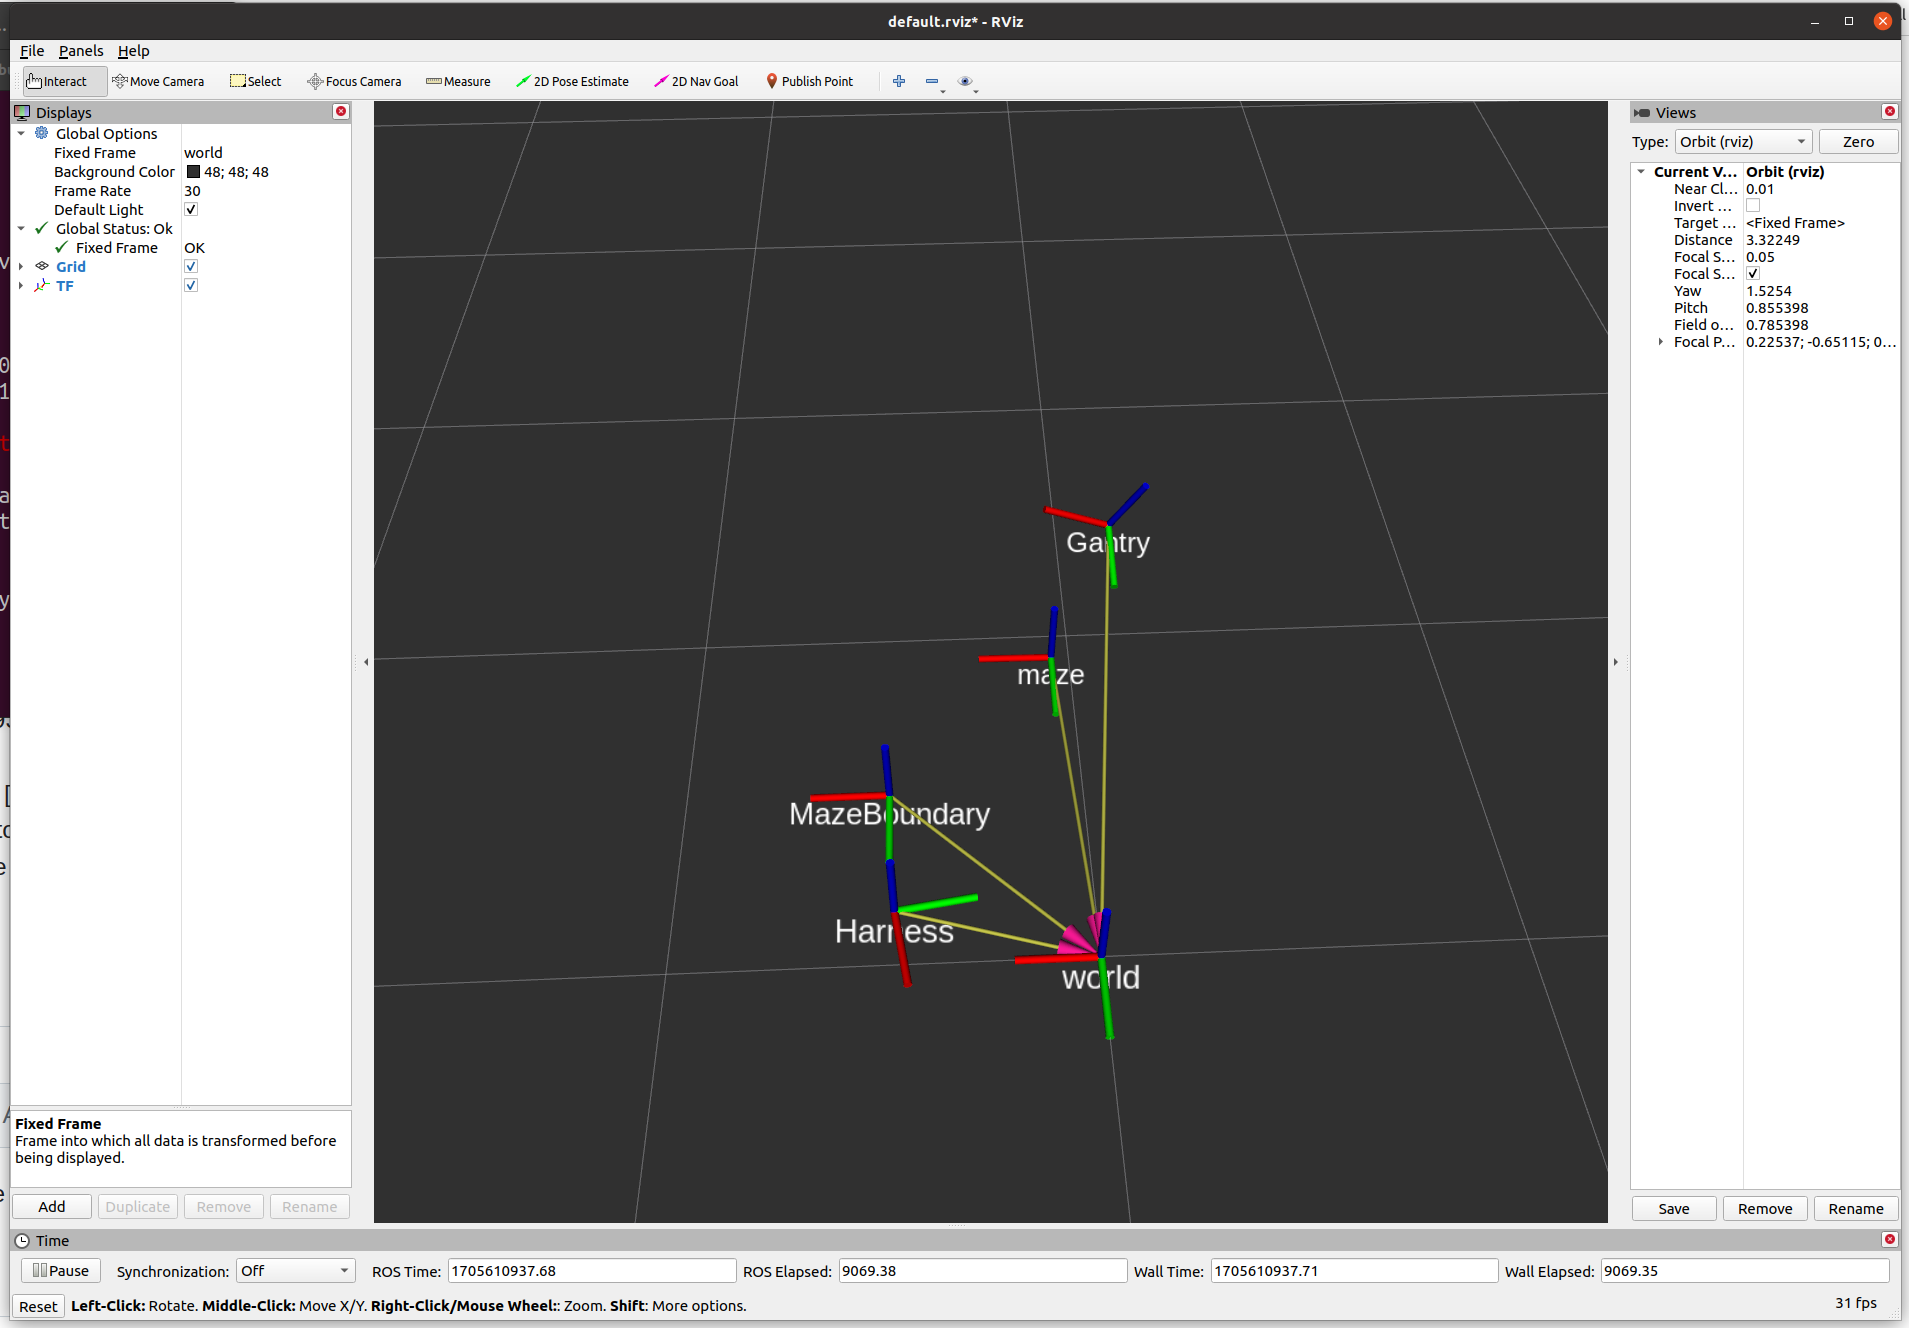 default.rviz* - RViz
File Panels Help
Interact Move Camera Select Focus Camera Measure 2D Pose Estimate 2D Nav Goal Publish Point
Displays
Global Options
Fixed Frame world
Background Color 48; 48; 48
Frame Rate 30
Default Light
Global Status: Ok
Fixed Frame OK
Grid
TF
Fixed Frame
Frame into which all data is transformed before
being displayed.
Add Duplicate Remove Rename
Gantry
maze
MazeBoundary
Harness
world
Views
Type: Orbit (rviz) Zero
Current V... Orbit (rviz)
Near Cl... 0.01
Invert ...
Target ... <Fixed Frame>
Distance 3.32249
Focal S... 0.05
Focal S...
Yaw 1.5254
Pitch 0.855398
Field o... 0.785398
Focal P... 0.22537; -0.65115; 0...
Save Remove Rename
Time
Pause Synchronization: Off ROS Time: 1705610937.68 ROS Elapsed: 9069.38 Wall Time: 1705610937.71 Wall Elapsed: 9069.35
Reset Left-Click: Rotate. Middle-Click: Move X/Y. Right-Click/Mouse Wheel:: Zoom. Shift: More options. 31 fps